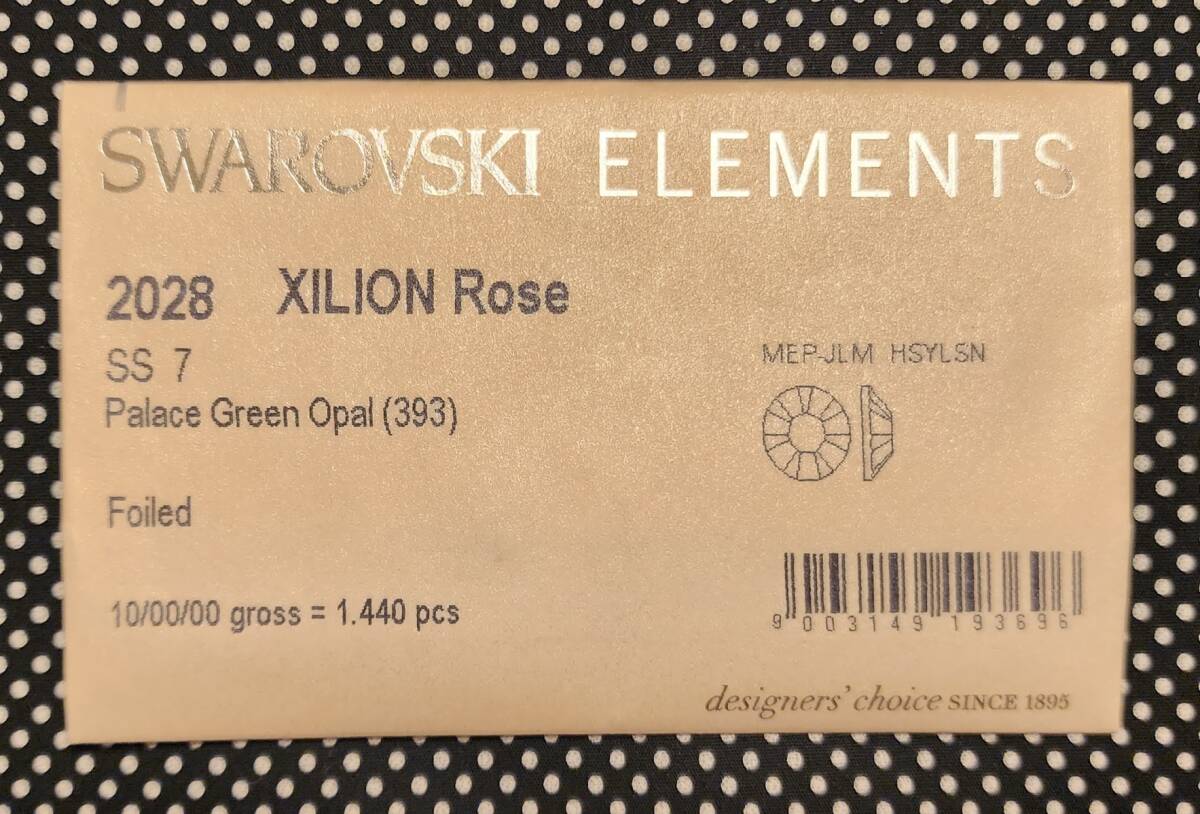 SWAROVSKI ELEMENTS
2028 XILION Rose
SS 7
Palace Green Opal (393)
MEP-JLM HSYLSN
Foiled
10/00/00 gross = 1.440 pcs
9 003149 193696
designers' choice SINCE 1895